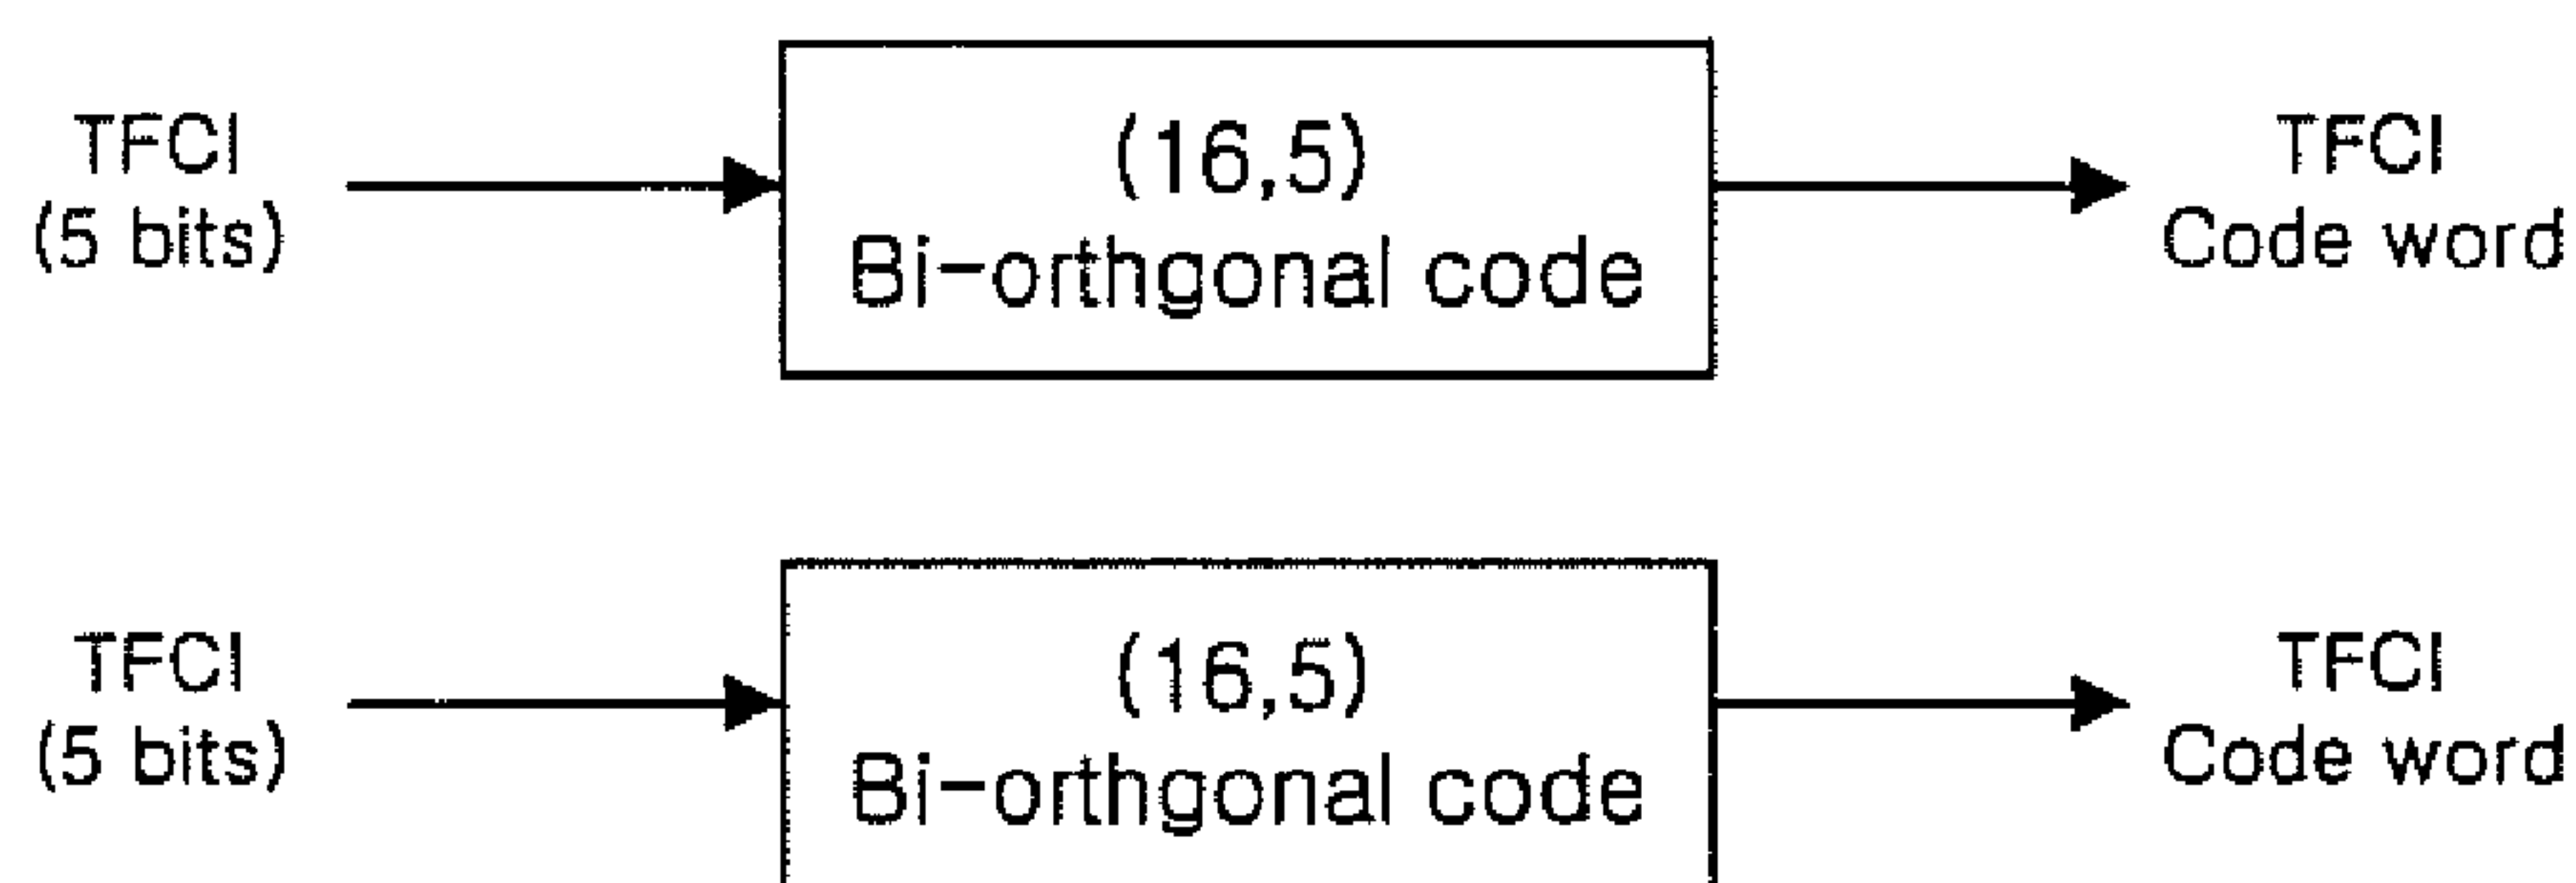 TFCI
(5 bits)
(16,5)
Bi-orthgonal code
TFCI
Code word
TFCI
(5 bits)
(16,5)
Bi-orthgonal code
TFCI
Code word